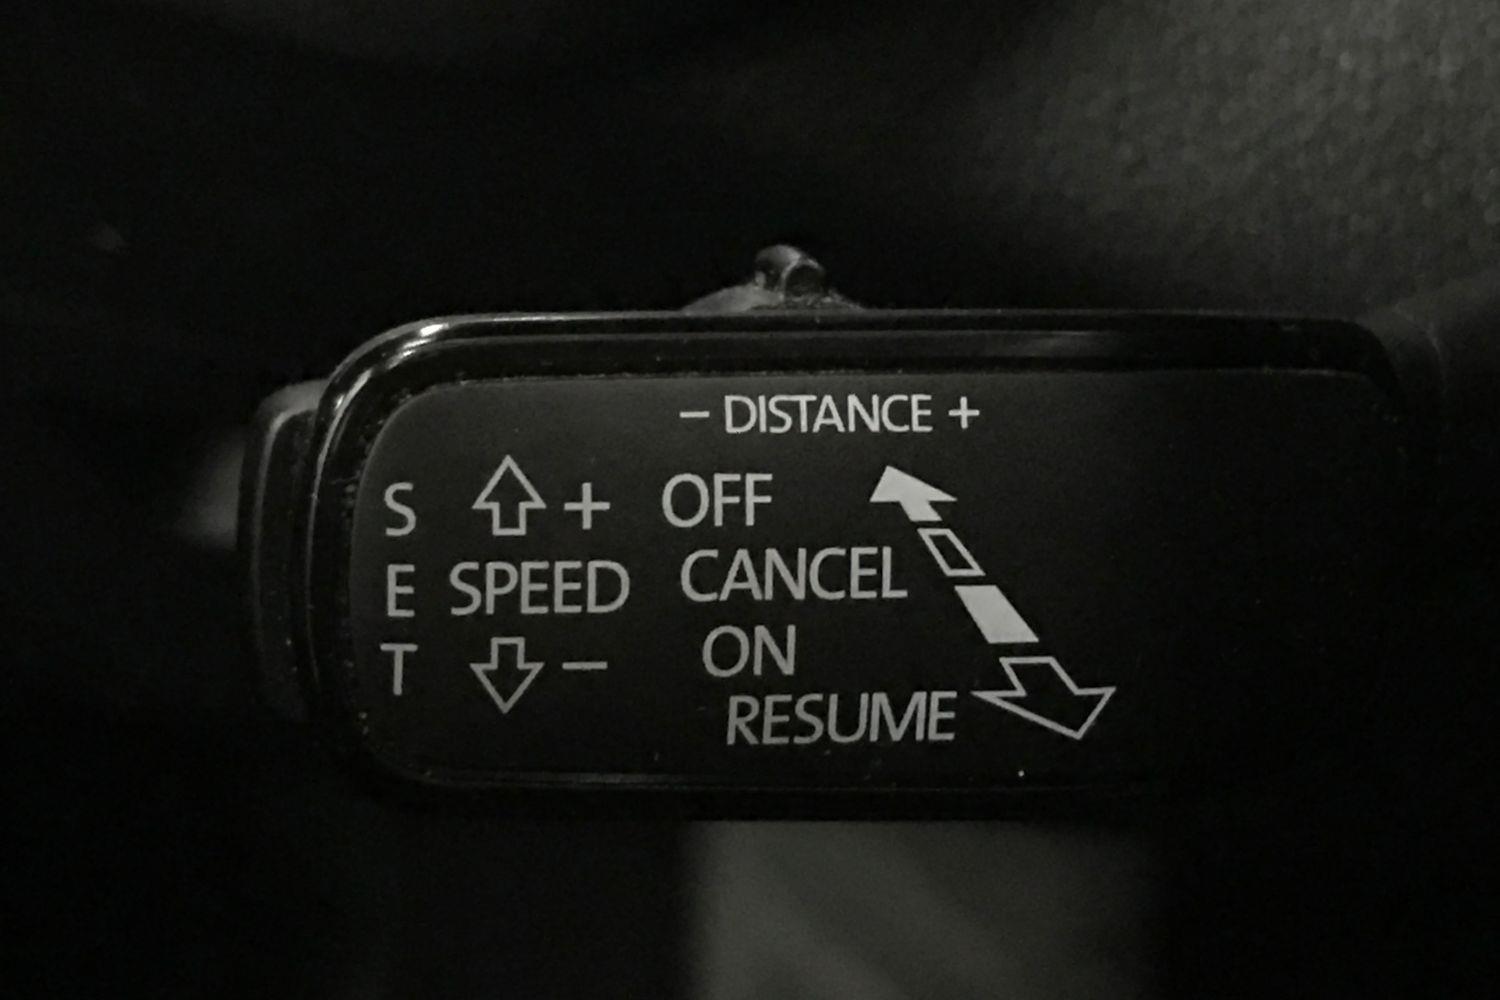 – DISTANCE +
S + OFF
E SPEED CANCEL
T – ON
RESUME